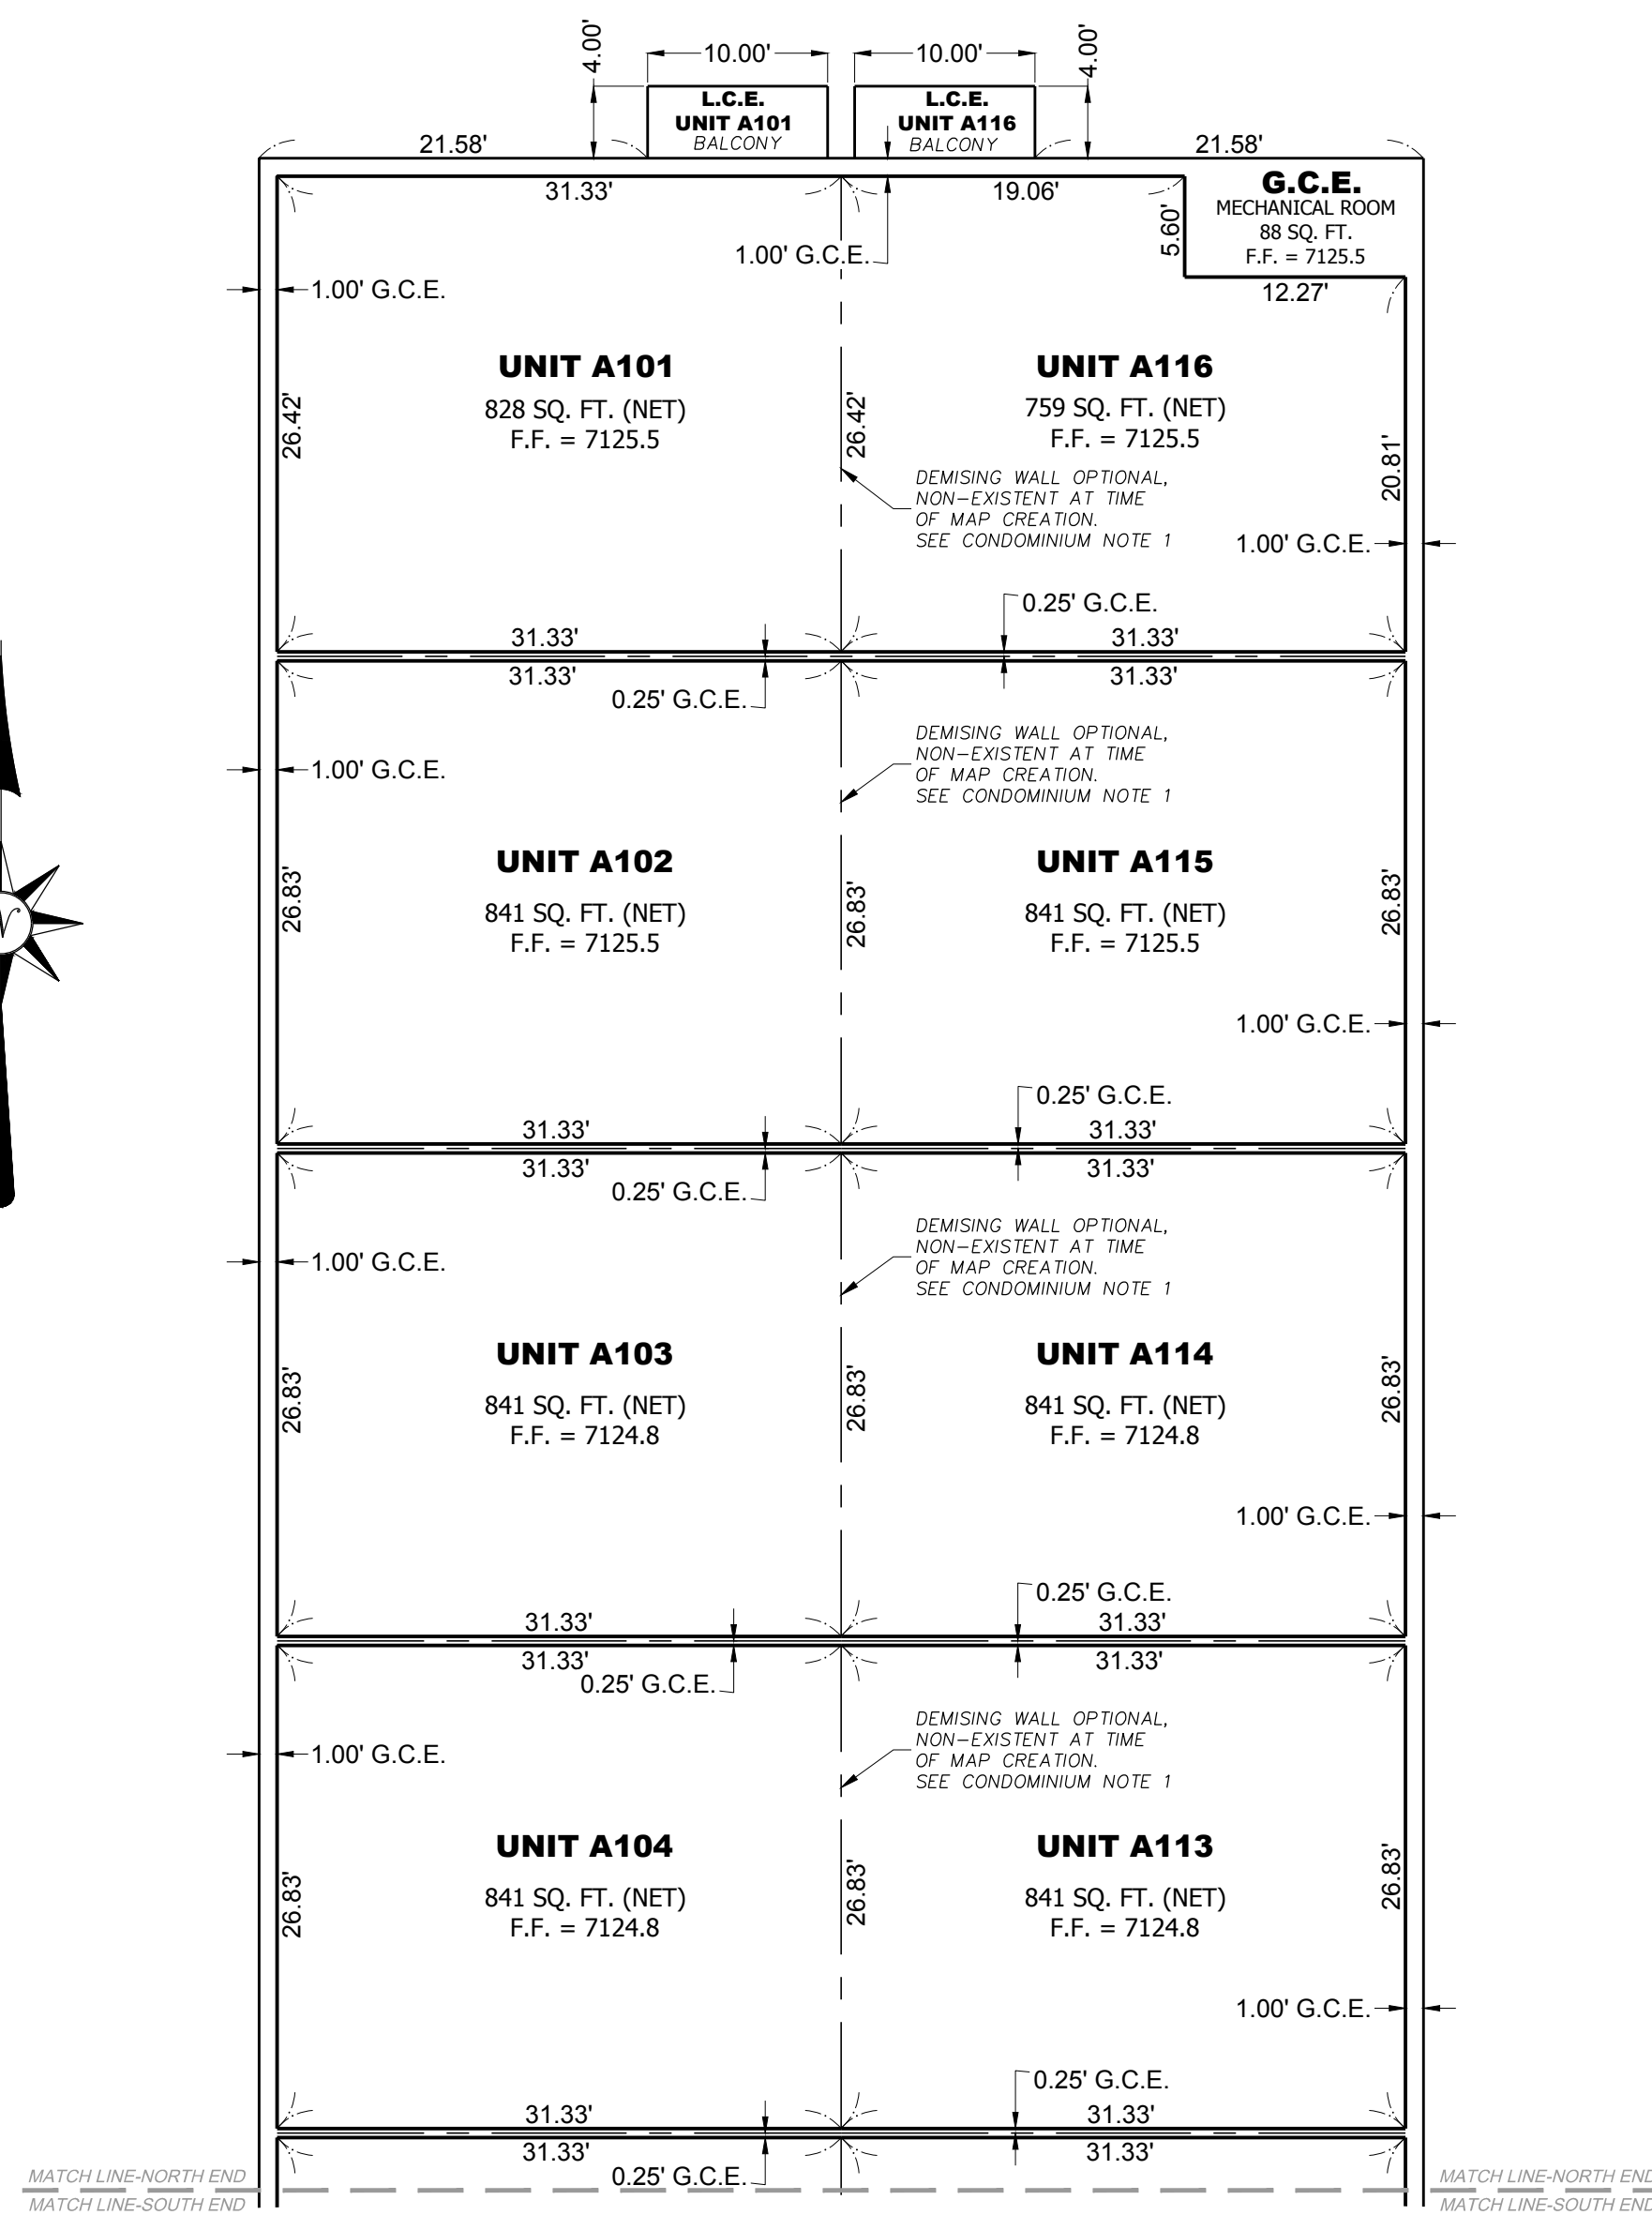 4.00'
10.00'
10.00'
4.00'
L.C.E.
UNIT A101
BALCONY
L.C.E.
UNIT A116
BALCONY
21.58'
21.58'
31.33'
19.06'
G.C.E.
MECHANICAL ROOM
88 SQ. FT.
F.F. = 7125.5
5.60'
1.00' G.C.E.
1.00' G.C.E.
12.27'
UNIT A101
828 SQ. FT. (NET)
F.F. = 7125.5
26.42'
26.42'
UNIT A116
759 SQ. FT. (NET)
F.F. = 7125.5
20.81'
DEMISING WALL OPTIONAL,
NON-EXISTENT AT TIME
OF MAP CREATION.
SEE CONDOMINIUM NOTE 1
1.00' G.C.E.
0.25' G.C.E.
31.33'
31.33'
31.33'
31.33'
0.25' G.C.E.
DEMISING WALL OPTIONAL,
NON-EXISTENT AT TIME
OF MAP CREATION.
SEE CONDOMINIUM NOTE 1
1.00' G.C.E.
UNIT A102
841 SQ. FT. (NET)
F.F. = 7125.5
26.83'
26.83'
UNIT A115
841 SQ. FT. (NET)
F.F. = 7125.5
26.83'
N
1.00' G.C.E.
0.25' G.C.E.
31.33'
31.33'
31.33'
31.33'
0.25' G.C.E.
DEMISING WALL OPTIONAL,
NON-EXISTENT AT TIME
OF MAP CREATION.
SEE CONDOMINIUM NOTE 1
1.00' G.C.E.
UNIT A103
841 SQ. FT. (NET)
F.F. = 7124.8
26.83'
26.83'
UNIT A114
841 SQ. FT. (NET)
F.F. = 7124.8
26.83'
1.00' G.C.E.
0.25' G.C.E.
31.33'
31.33'
31.33'
31.33'
0.25' G.C.E.
DEMISING WALL OPTIONAL,
NON-EXISTENT AT TIME
OF MAP CREATION.
SEE CONDOMINIUM NOTE 1
1.00' G.C.E.
UNIT A104
841 SQ. FT. (NET)
F.F. = 7124.8
26.83'
26.83'
UNIT A113
841 SQ. FT. (NET)
F.F. = 7124.8
26.83'
1.00' G.C.E.
0.25' G.C.E.
31.33'
31.33'
31.33'
31.33'
0.25' G.C.E.
MATCH LINE-NORTH END
MATCH LINE-SOUTH END
MATCH LINE-NORTH END
MATCH LINE-SOUTH END